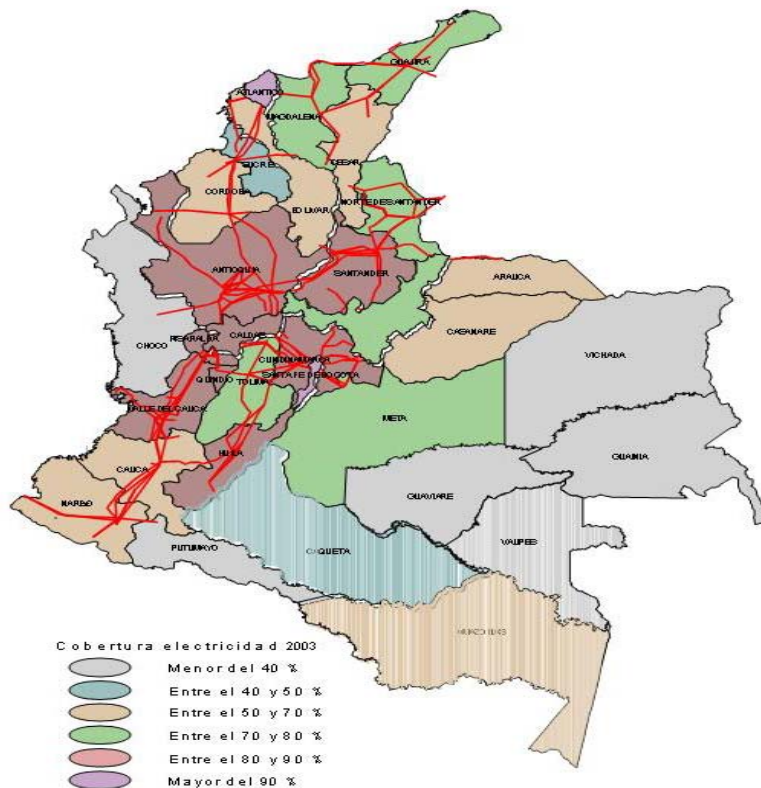 GUAJIRA
ATLANTICO
MAGDALENA
CESAR
SUCRE
CORDOBA
BOLIVAR
NORTE DE SANTANDER
ANTIOQUIA
SANTANDER
ARAUCA
CASANARE
VICHADA
CHOCO
RISARALDA
CALDAS
CUNDINAMARCA
SANTA FE DE BOGOTA
QUINDIO
TOLIMA
VALLE DEL CAUCA
META
GUAINIA
HUILA
CAUCA
GUAVIARE
NARIÑO
VAUPES
PUTUMAYO
CAQUETA
Cobertura electricidad 2003
Menor del 40 %
Entre el 40 y 50 %
Entre el 50 y 70 %
Entre el 70 y 80 %
Entre el 80 y 90 %
Mayor del 90 %